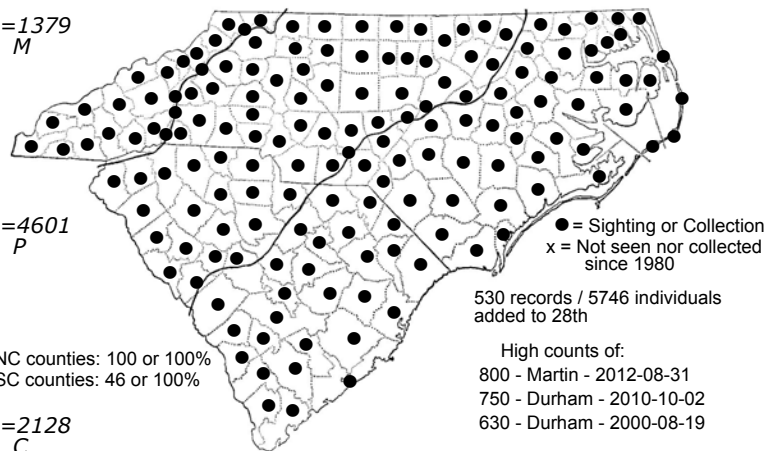 =1379
M
=4601
P
● = Sighting or Collection
x = Not seen nor collected
since 1980
530 records / 5746 individuals
added to 28th
NC counties: 100 or 100%
SC counties: 46 or 100%
High counts of:
800 - Martin - 2012-08-31
750 - Durham - 2010-10-02
630 - Durham - 2000-08-19
=2128
C